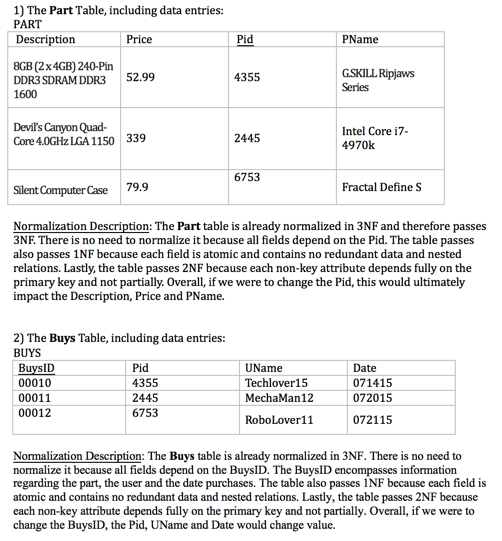 1) The Part Table, including data entries:
PART
Description Price Pid PName
8GB (2 x 4GB) 240-Pin
DDR3 SDRAM DDR3
1600
52.99
4355
G.SKILL Ripjaws
Series
Devil's Canyon Quad-
Core 4.0GHz LGA 1150
339
2445
Intel Core i7-
4970k
Silent Computer Case
79.9
6753
Fractal Define S
Normalization Description: The Part table is already normalized in 3NF and therefore passes
3NF. There is no need to normalize it because all fields depend on the Pid. The table passes
also passes 1NF because each field is atomic and contains no redundant data and nested
relations. Lastly, the table passes 2NF because each non-key attribute depends fully on the
primary key and not partially. Overall, if we were to change the Pid, this would ultimately
impact the Description, Price and PName.
2) The Buys Table, including data entries:
BUYS
BuysID Pid UName Date
00010 4355 Techlover15 071415
00011 2445 MechaMan12 072015
00012 6753 RoboLover11 072115
Normalization Description: The Buys table is already normalized in 3NF. There is no need to
normalize it because all fields depend on the BuysID. The BuysID encompasses information
regarding the part, the user and the date purchases. The table also passes 1NF because each field is
atomic and contains no redundant data and nested relations. Lastly, the table passes 2NF because
each non-key attribute depends fully on the primary key and not partially. Overall, if we were to
change the BuysID, the Pid, UName and Date would change value.